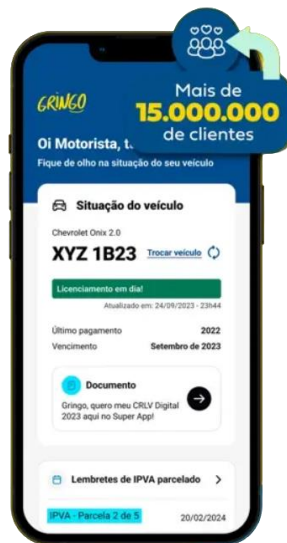 Mais de
15.000.000
de clientes
GRINGO
Oi Motorista, t
Fique de olho na situação do seu veículo
Situação do veículo
Chevrolet Onix 2.0
XYZ 1B23 Trocar veículo
Licenciamento em dia!
Atualizado em: 24/09/2023 - 23h44
Último pagamento 2022
Vencimento Setembro de 2023
Documento
Gringo, quero meu CRLV Digital
2023 aqui no Super App!
Lembretes de IPVA parcelado
IPVA - Parcela 2 de 5 20/02/2024